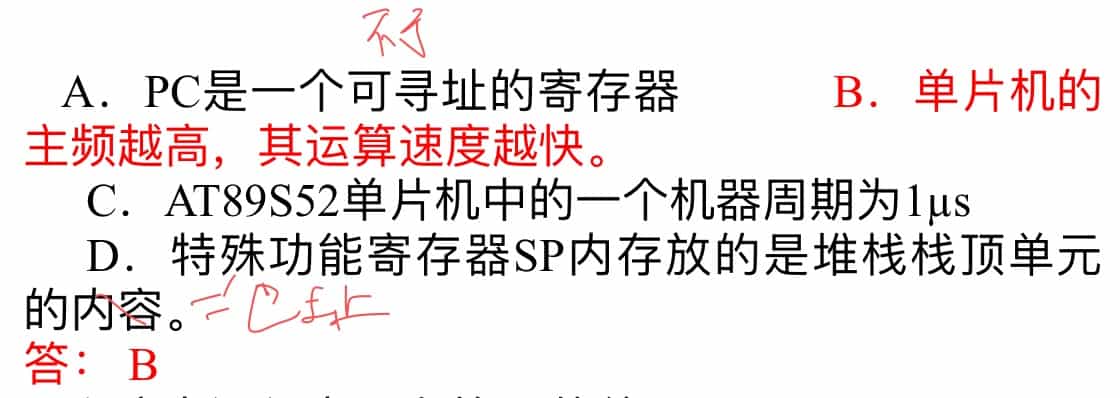 不可
A．PC是一个可寻址的寄存器 B．单片机的
主频越高，其运算速度越快。
C．AT89S52单片机中的一个机器周期为1μs
D．特殊功能寄存器SP内存放的是堆栈栈顶单元
的内容。
答： B